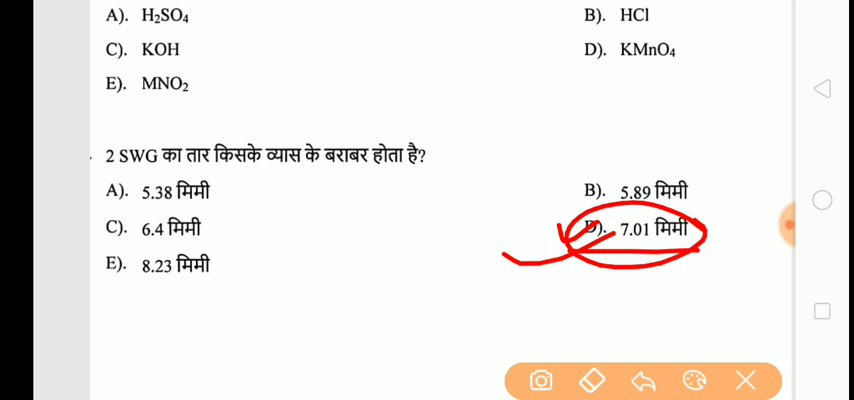 A). H₂SO₄ B). HCl
C). KOH D). KMnO₄
E). MNO₂
2 SWG का तार किसके व्यास के बराबर होता है?
A). 5.38 मिमी B). 5.89 मिमी
C). 6.4 मिमी D). 7.01 मिमी
E). 8.23 मिमी